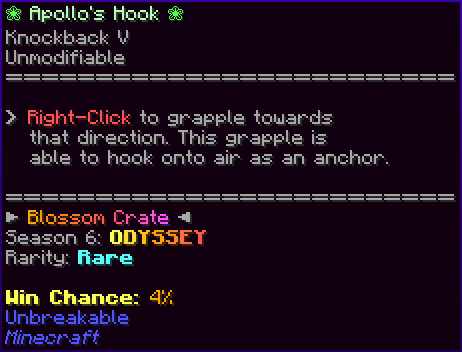 ❀ Apollo's Hook ❀
Knockback V
Unmodifiable
===========================
> Right-Click to grapple towards
that direction. This grapple is
able to hook onto air as an anchor.
===========================
► Blossom Crate ◄
Season 6: ODYSSEY
Rarity: Rare
Win Chance: 4%
Unbreakable
Minecraft